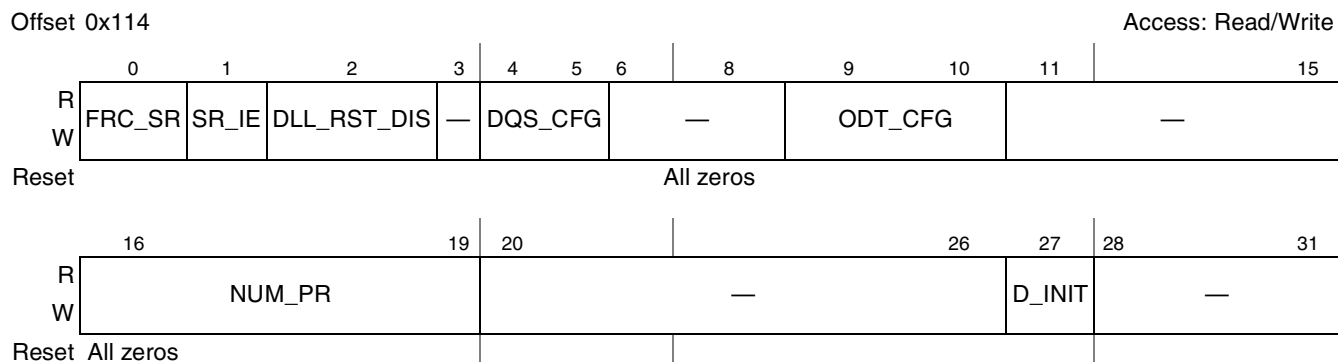 Offset 0x114 Access: Read/Write
0 1 2 3 4 5 6 8 9 10 11 15
R
FRC_SR SR_IE DLL_RST_DIS — DQS_CFG — ODT_CFG —
W
Reset All zeros
16 19 20 26 27 28 31
R
NUM_PR — D_INIT —
W
Reset All zeros